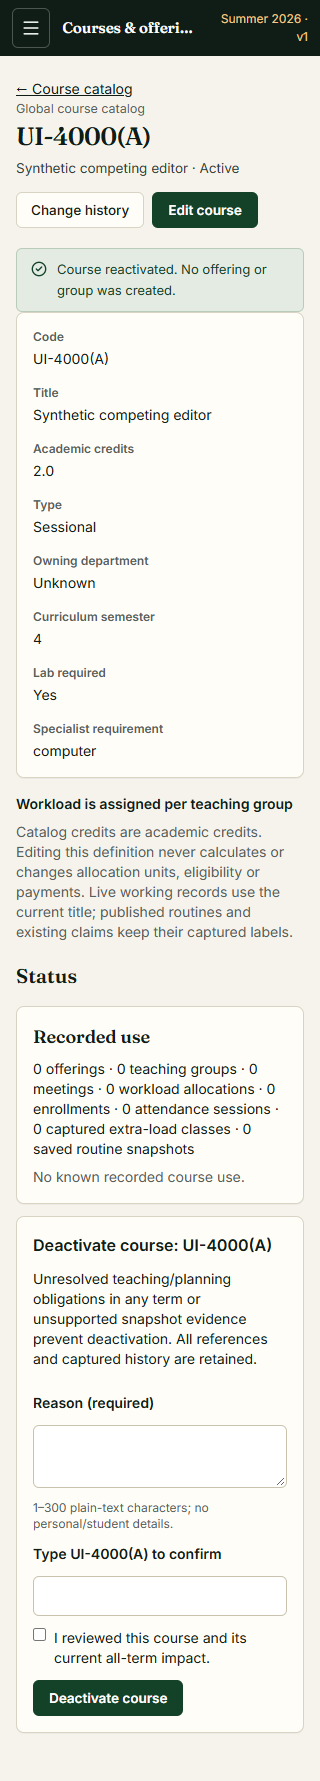 Courses & offeri...
Summer 2026 ·
v1
← Course catalog
Global course catalog
UI-4000(A)
Synthetic competing editor · Active
Change history
Edit course
Course reactivated. No offering or
group was created.
Code
UI-4000(A)
Title
Synthetic competing editor
Academic credits
2.0
Type
Sessional
Owning department
Unknown
Curriculum semester
4
Lab required
Yes
Specialist requirement
computer
Workload is assigned per teaching group
Catalog credits are academic credits.
Editing this definition never calculates or
changes allocation units, eligibility or
payments. Live working records use the
current title; published routines and
existing claims keep their captured labels.
Status
Recorded use
0 offerings · 0 teaching groups · 0
meetings · 0 workload allocations · 0
enrollments · 0 attendance sessions ·
0 captured extra-load classes · 0
saved routine snapshots
No known recorded course use.
Deactivate course: UI-4000(A)
Unresolved teaching/planning
obligations in any term or
unsupported snapshot evidence
prevent deactivation. All references
and captured history are retained.
Reason (required)
1–300 plain-text characters; no
personal/student details.
Type UI-4000(A) to confirm
I reviewed this course and its
current all-term impact.
Deactivate course